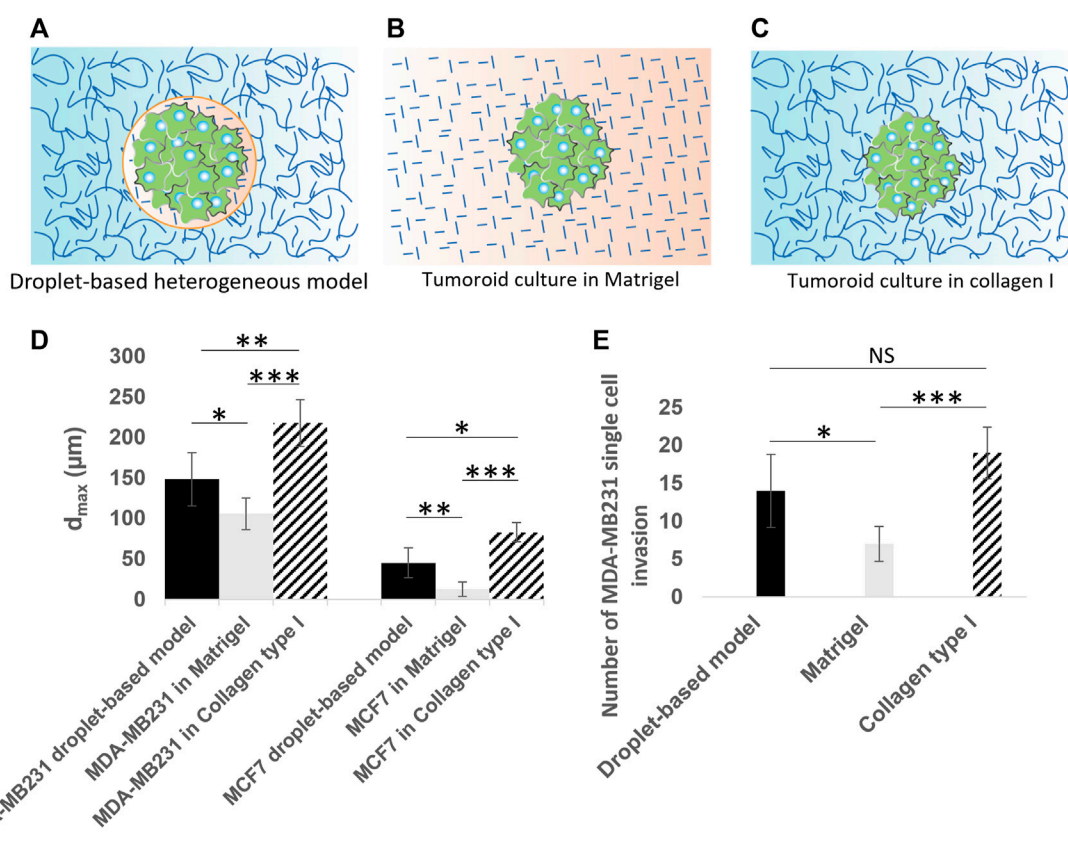 A
B
C
Droplet-based heterogeneous model
Tumoroid culture in Matrigel
Tumoroid culture in collagen I
D
300
250
200
150
100
50
0
dmax (µm)
**
***
*
*
***
**
-MB231 droplet-based model
MDA-MB231 in Matrigel
MDA-MB231 in Collagen type I
MCF7 droplet-based model
MCF7 in Matrigel
MCF7 in Collagen type I
E
Number of MDA-MB231 single cell
invasion
25
20
15
10
5
0
NS
***
*
Droplet-based model
Matrigel
Collagen type I